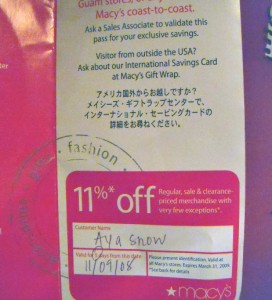 Guam stores,
Macy's coast-to-coast.
Ask a Sales Associate to validate this
pass for your exclusive savings.
Visitor from outside the USA?
Ask about our International Savings Card
at Macy's Gift Wrap.
アメリカ国外からお越しですか?
メイシーズ・ギフトラップセンターで、
インターナショナル・セービングカードの
詳細をお尋ねください。
fashion
11%* off
Regular, sale & clearance-
priced merchandise with
very few exceptions*.
Customer Name
Aya snow
Valid for 5 days from this date
11/09/08
Please present identification. Valid at
all Macy's stores. Expires March 31, 2009
*See back for details
macy's